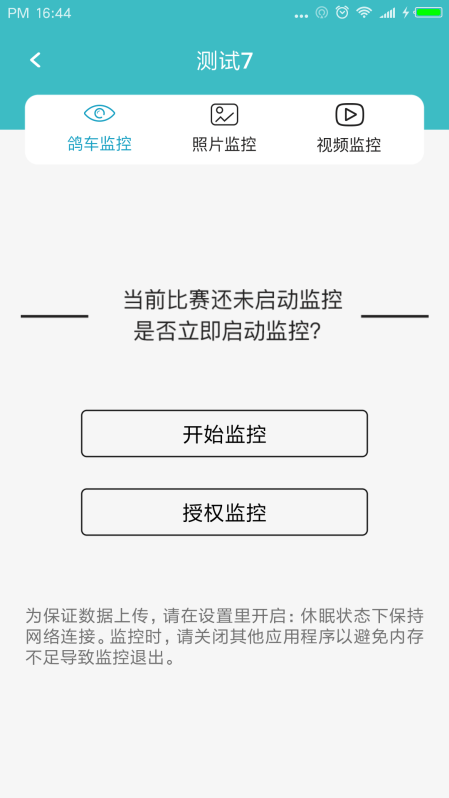 PM 16:44
测试7
鸽车监控
照片监控
视频监控
当前比赛还未启动监控
是否立即启动监控?
开始监控
授权监控
为保证数据上传，请在设置里开启：休眠状态下保持
网络连接。监控时，请关闭其他应用程序以避免内存
不足导致监控退出。